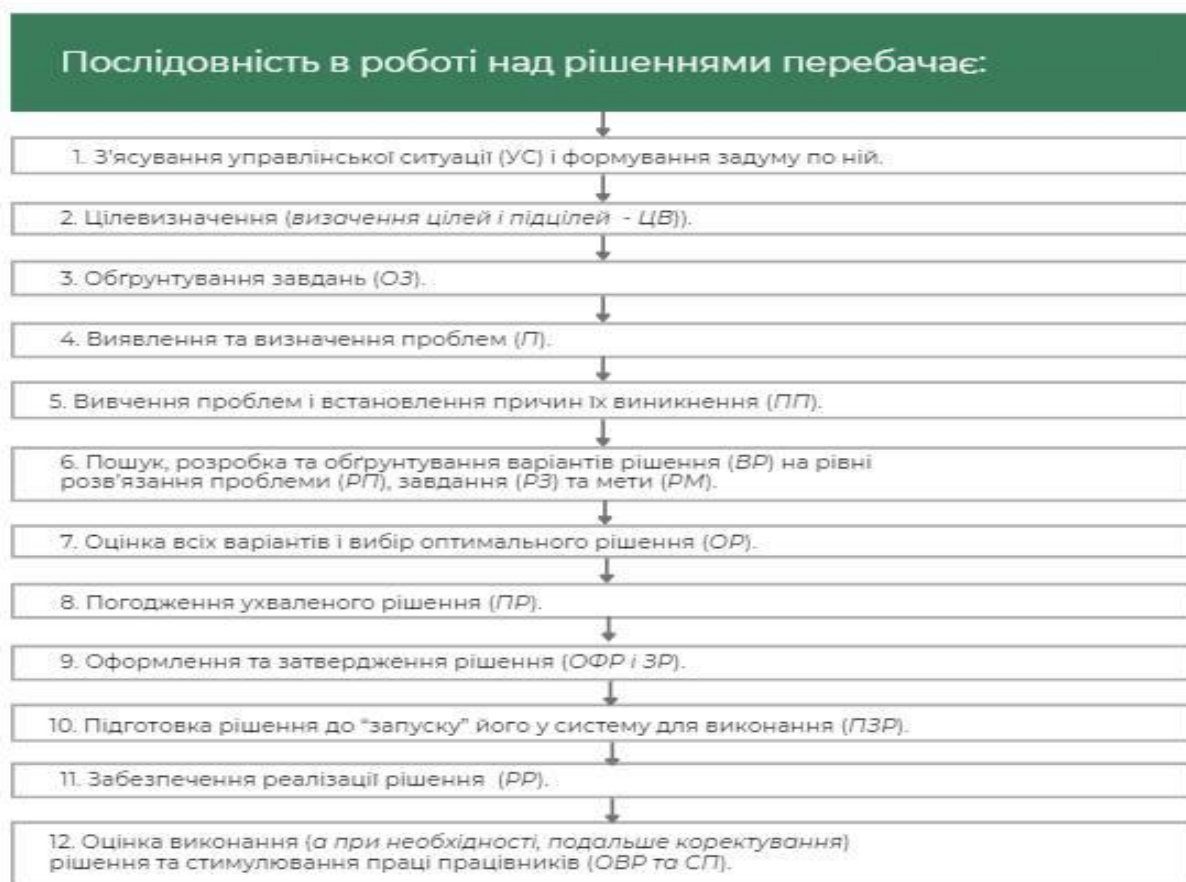 Послідовність в роботі над рішеннями перебачає:
1. З'ясування управлінської ситуації (УС) і формування задуму по ній.
2. Цілевизначення (визачення цілей і підцілей - ЦВ)).
3. Обґрунтування завдань (ОЗ).
4. Виявлення та визначення проблем (П).
5. Вивчення проблем і встановлення причин їх виникнення (ПП).
6. Пошук, розробка та обґрунтування варіантів рішення (ВР) на рівні
розв'язання проблеми (РП), завдання (РЗ) та мети (РМ).
7. Оцінка всіх варіантів і вибір оптимального рішення (ОР).
8. Погодження ухваленого рішення (ПР).
9. Оформлення та затвердження рішення (ОФР і ЗР).
10. Підготовка рішення до “запуску” його у систему для виконання (ПЗР).
11. Забезпечення реалізації рішення (РР).
12. Оцінка виконання (а при необхідності, подальше коректування)
рішення та стимулювання праці працівників (ОВР та СП).